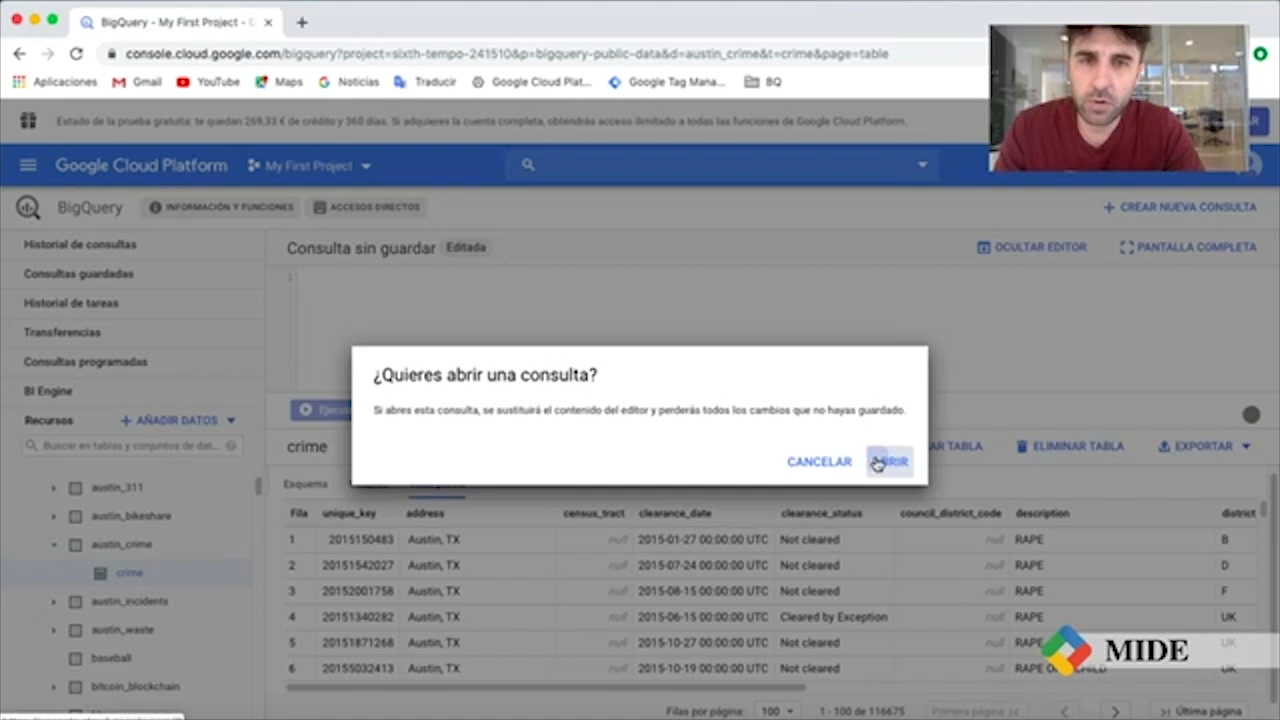 BigQuery - My First Project - G
console.cloud.google.com/bigquery?project=sixth-tempo-241510&p=bigquery-public-data&d=austin_crime&t=crime&page=table
Aplicaciones Gmail YouTube Maps Noticias Traducir Google Cloud Plat... Google Tag Mana... BQ
Estado de la prueba gratuita: te quedan 269,33 € de crédito y 360 días. Si adquieres la cuenta completa, obtendrás acceso ilimitado a todas las funciones de Google Cloud Platform.
Google Cloud Platform My First Project
BigQuery INFORMACIÓN Y FUNCIONES ACCESOS DIRECTOS + CREAR NUEVA CONSULTA
Historial de consultas
Consulta sin guardar Editada OCULTAR EDITOR PANTALLA COMPLETA
Consultas guardadas
1
Historial de tareas
Transferencias
Consultas programadas
BI Engine
¿Quieres abrir una consulta?
Si abres esta consulta, se sustituirá el contenido del editor y perderás todos los cambios que no hayas guardado.
CANCELAR
Recursos + AÑADIR DATOS
Buscar en tablas y conjuntos de dat...
crime AR TABLA ELIMINAR TABLA EXPORTAR
Esquema
austin_311
austin_bikeshare
austin_crime
crime
austin_incidents
austin_waste
baseball
bitcoin_blockchain
Fila unique_key address census_tract clearance_date clearance_status council_district_code description district
1 2015150483 Austin, TX null 2015-01-27 00:00:00 UTC Not cleared null RAPE B
2 20151542027 Austin, TX null 2015-07-24 00:00:00 UTC Not cleared null RAPE D
3 20152001758 Austin, TX null 2015-08-15 00:00:00 UTC Not cleared null RAPE F
4 20151340282 Austin, TX null 2015-06-15 00:00:00 UTC Cleared by Exception null RAPE UK
5 20151871268 Austin, TX null 2015-10-27 00:00:00 UTC Not cleared null RAPE UK
6 20155032413 Austin, TX null 2015-10-19 00:00:00 UTC Not cleared null RAPE O CHILD UK
MIDE
Filas por página: 100 1 - 100 de 116675 Primera página Última página